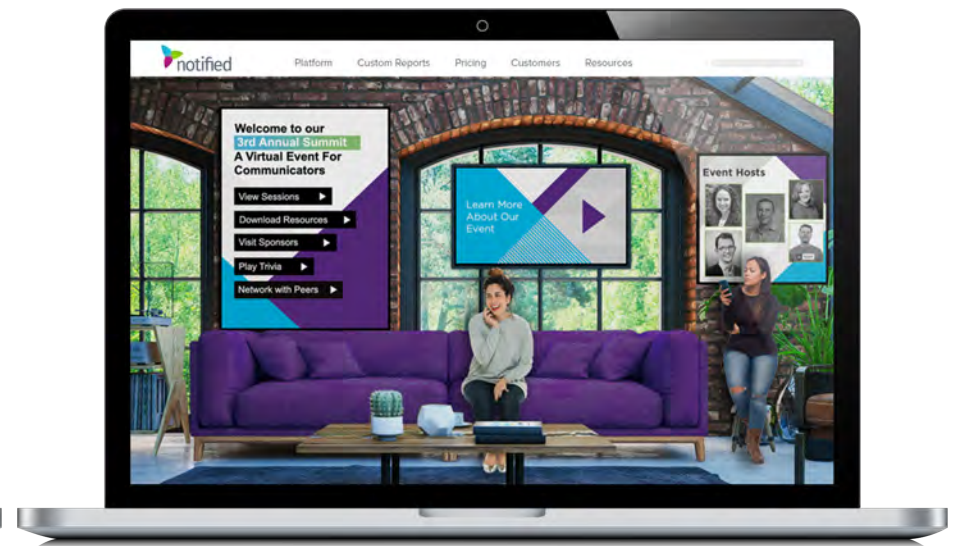 notified
Platform
Custom Reports
Pricing
Customers
Resources
Welcome to our
3rd Annual Summit
A Virtual Event For
Communicators
View Sessions
Download Resources
Visit Sponsors
Play Trivia
Network with Peers
Learn More
About Our
Event
Event Hosts